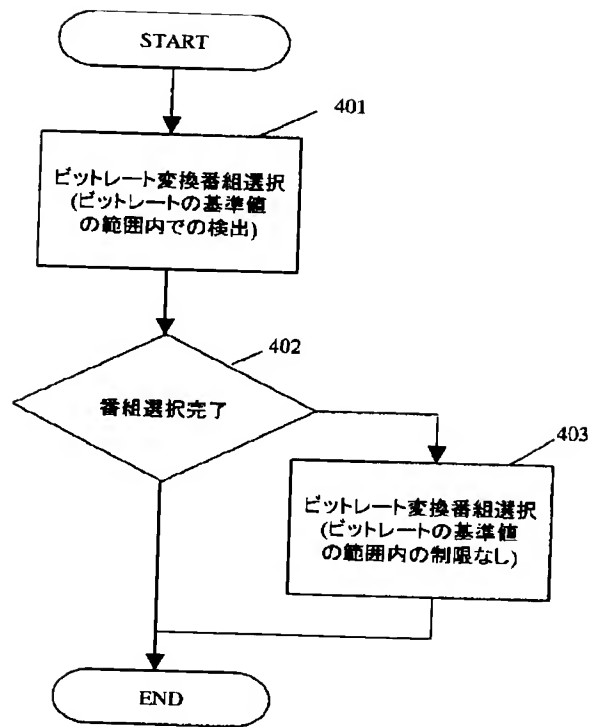 START
401
ビットレート変換番組選択
(ビットレートの基準値
の範囲内での検出)
402
番組選択完了
403
ビットレート変換番組選択
(ビットレートの基準値
の範囲内の制限なし)
END